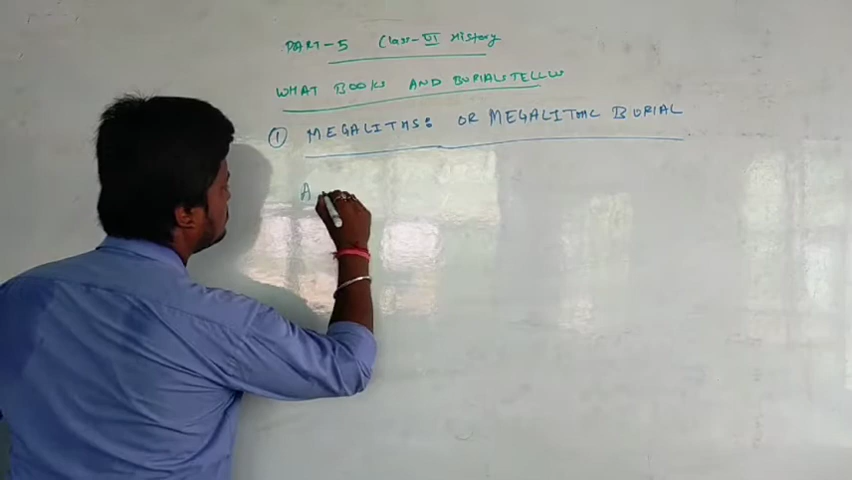 PART-5 Class-VI History
WHAT BOOKS AND BURIALS TELL US
① MEGALITHS: OR MEGALITHIC BURIAL
A